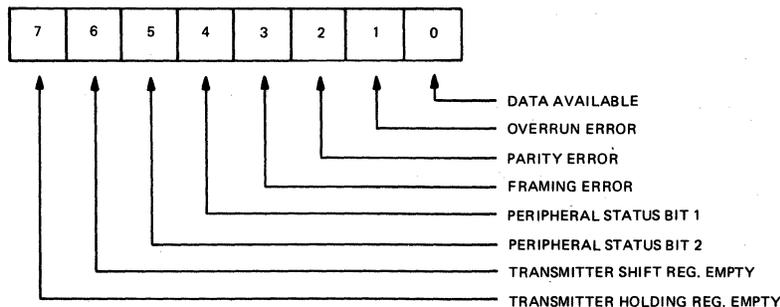 7 6 5 4 3 2 1 0
DATA AVAILABLE
OVERRUN ERROR
PARITY ERROR
FRAMING ERROR
PERIPHERAL STATUS BIT 1
PERIPHERAL STATUS BIT 2
TRANSMITTER SHIFT REG. EMPTY
TRANSMITTER HOLDING REG. EMPTY